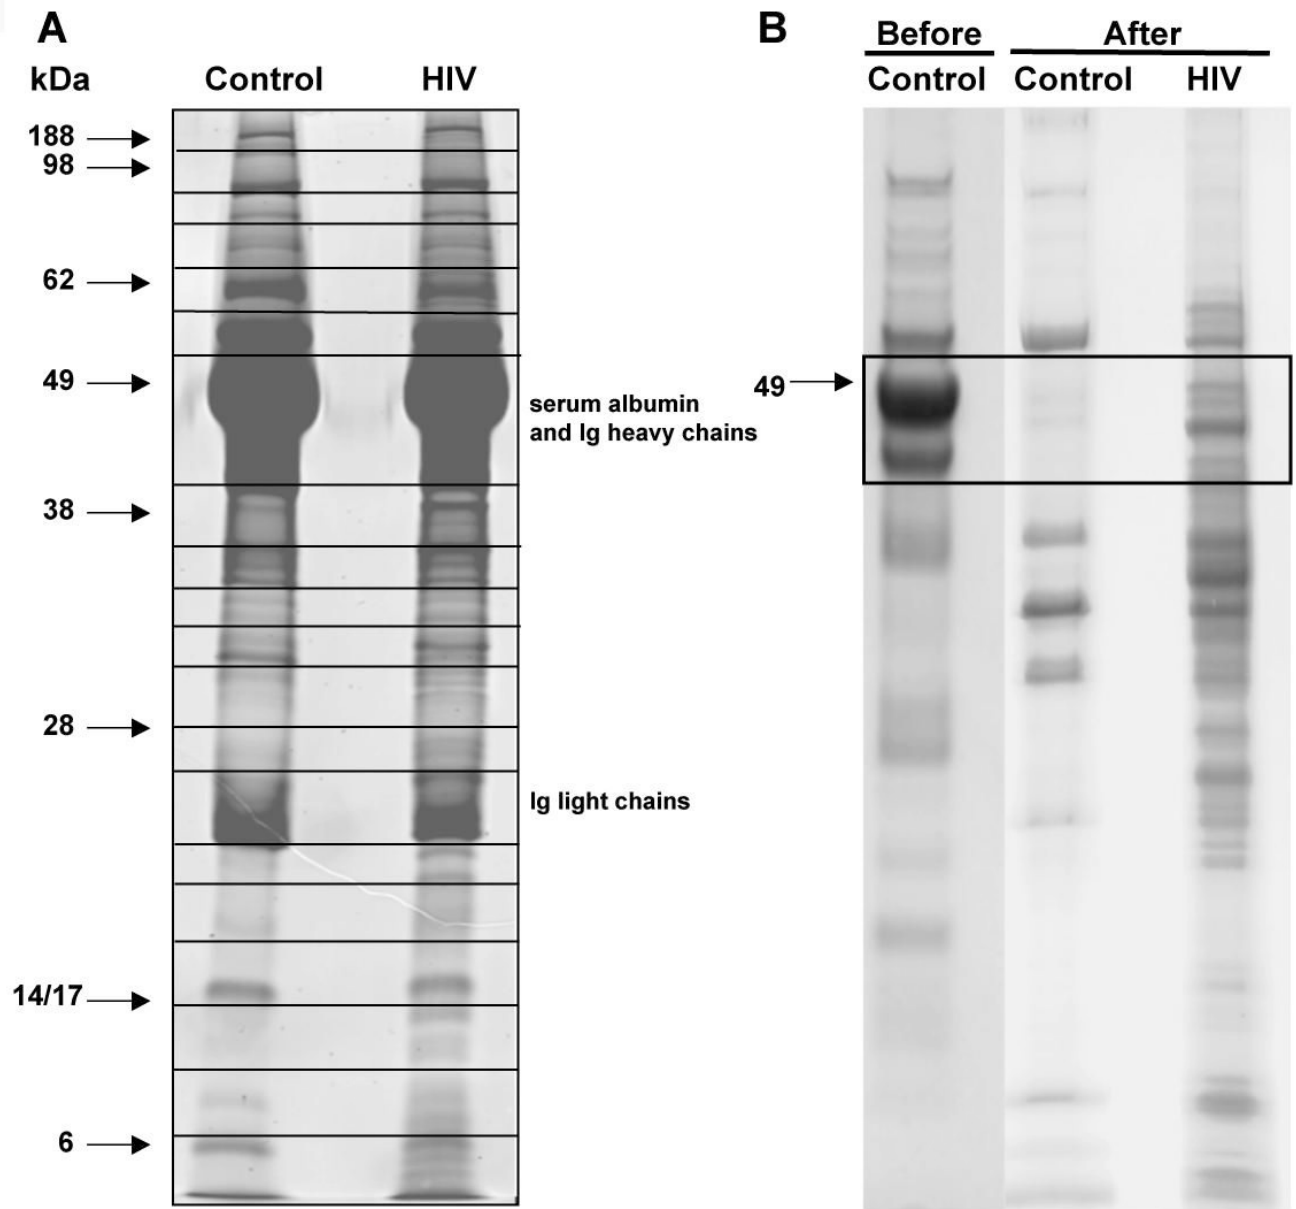 A
kDa
Control HIV
188
98
62
49
38
28
14/17
6
serum albumin
and Ig heavy chains
Ig light chains
B
Before After
Control Control HIV
49